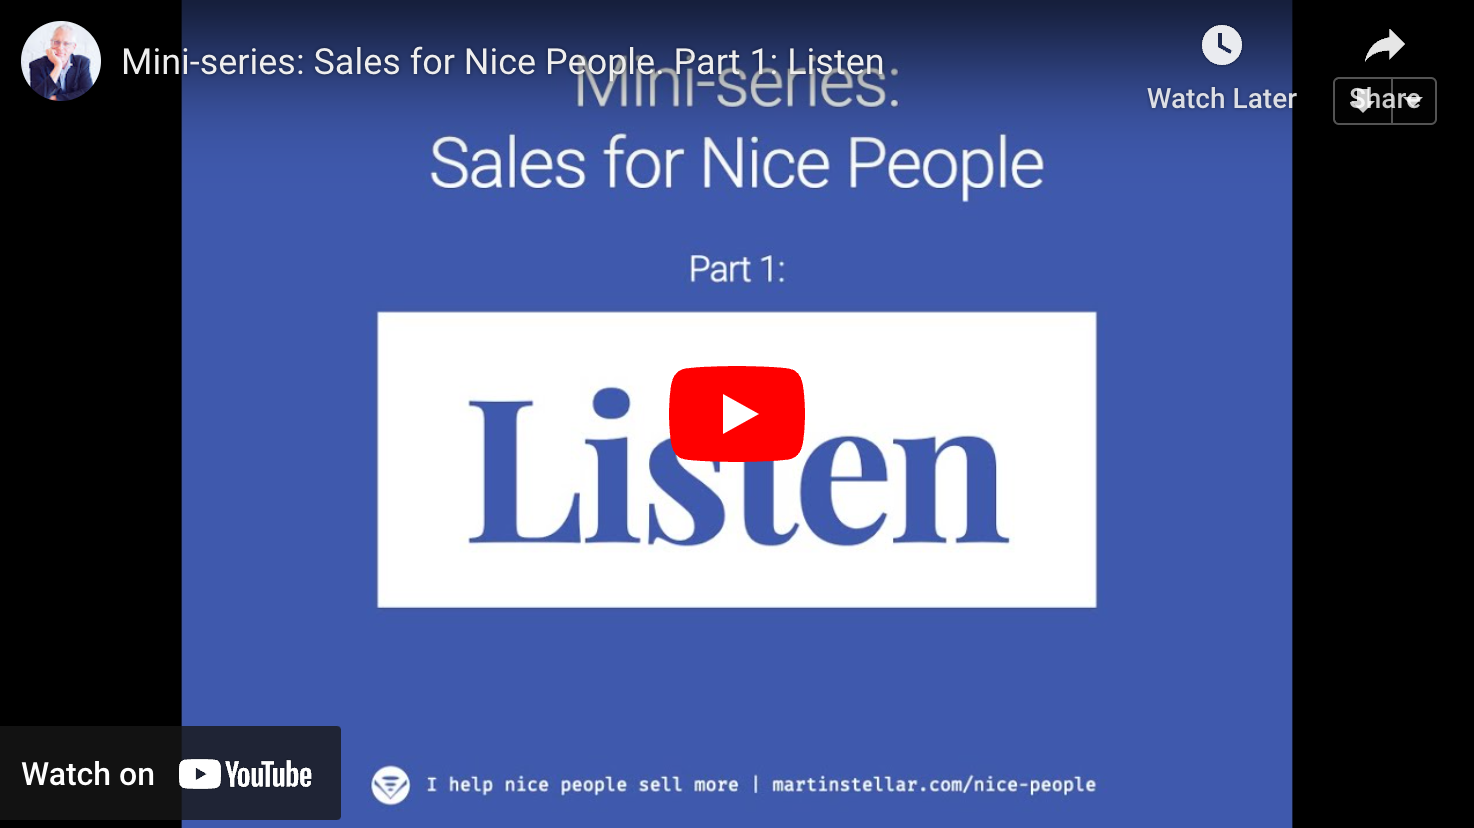 Mini-series: Sales for Nice People. Part 1: Listen
Watch Later
Share
Mini-series:
Sales for Nice People
Part 1:
Listen
Watch on YouTube
I help nice people sell more | martinstellar.com/nice-people